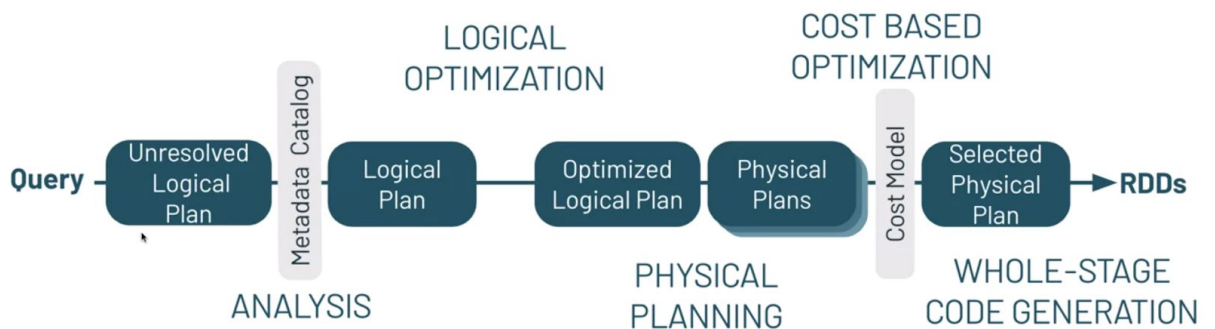 LOGICAL
OPTIMIZATION
COST BASED
OPTIMIZATION
Query
Unresolved
Logical
Plan
Metadata Catalog
Logical
Plan
Optimized
Logical Plan
Physical
Plans
Cost Model
Selected
Physical
Plan
RDDs
ANALYSIS
PHYSICAL
PLANNING
WHOLE-STAGE
CODE GENERATION